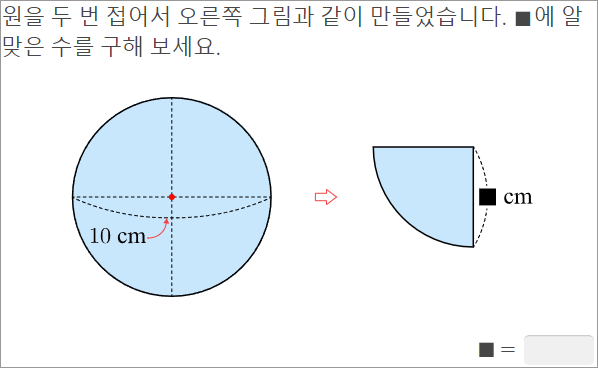 원을 두 번 접어서 오른쪽 그림과 같이 만들었습니다. ■에 알
맞은 수를 구해 보세요.
10 cm
■ cm
■ =